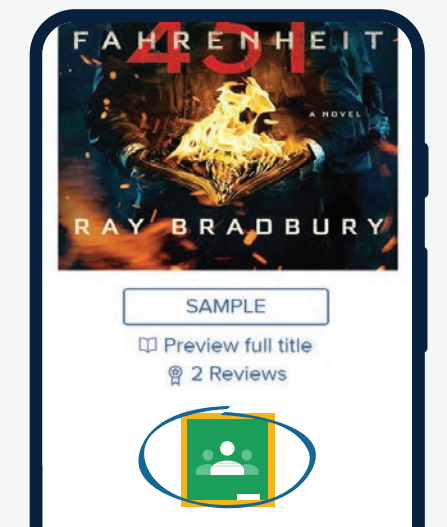 FAHRENHEIT
451
A NOVEL
RAY BRADBURY
SAMPLE
Preview full title
2 Reviews